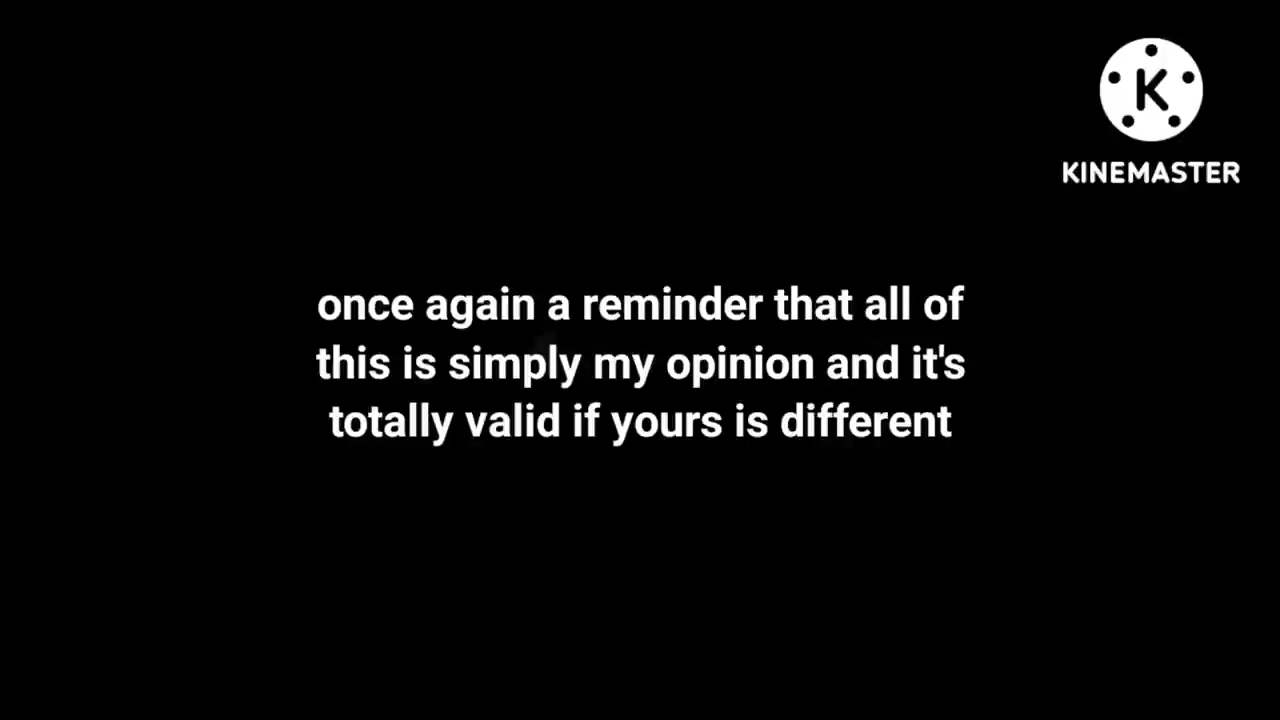 K
KINEMASTER
once again a reminder that all of
this is simply my opinion and it's
totally valid if yours is different